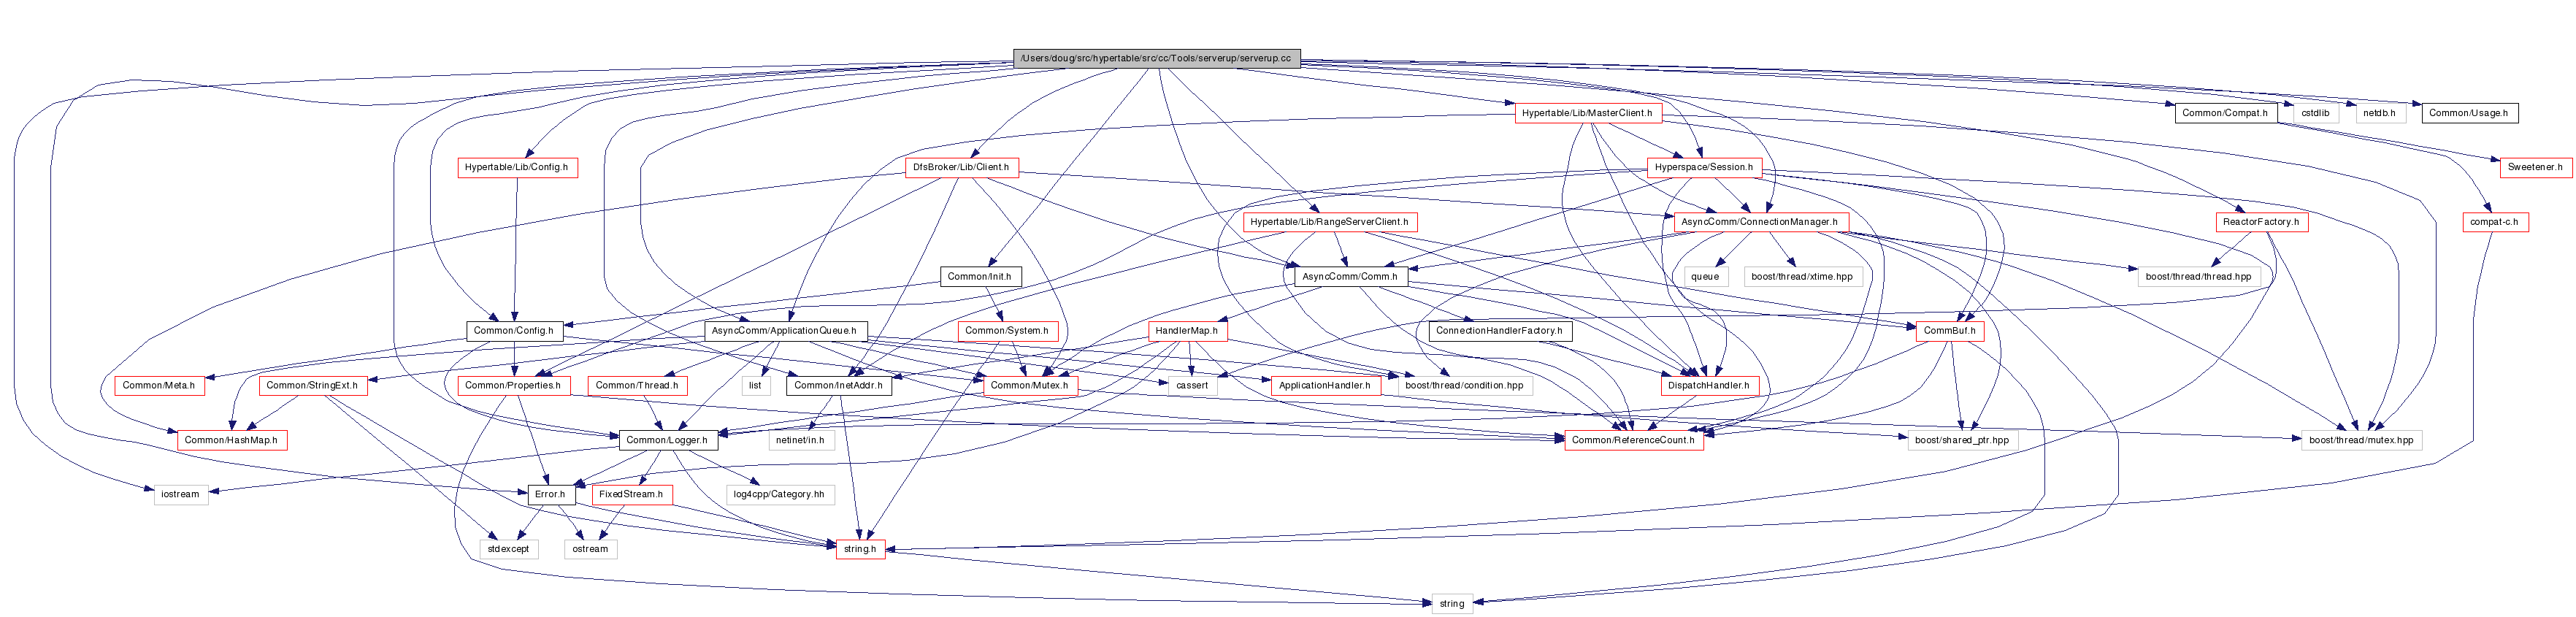 /Users/doug/src/hypertable/src/cc/Tools/serverup/serverup.cc
Hypertable/Lib/MasterClient.h
Common/Compat.h
cstdlib
netdb.h
Common/Usage.h
Hypertable/Lib/Config.h
DfsBroker/Lib/Client.h
Hyperspace/Session.h
Sweetener.h
Hypertable/Lib/RangeServerClient.h
AsyncComm/ConnectionManager.h
ReactorFactory.h
compat-c.h
Common/Init.h
AsyncComm/Comm.h
queue
boost/thread/xtime.hpp
boost/thread/thread.hpp
Common/Config.h
AsyncComm/ApplicationQueue.h
Common/System.h
HandlerMap.h
ConnectionHandlerFactory.h
CommBuf.h
Common/Meta.h
Common/StringExt.h
Common/Properties.h
Common/Thread.h
list
Common/InetAddr.h
Common/Mutex.h
cassert
ApplicationHandler.h
boost/thread/condition.hpp
DispatchHandler.h
Common/HashMap.h
Common/Logger.h
netinet/in.h
Common/ReferenceCount.h
boost/shared_ptr.hpp
boost/thread/mutex.hpp
iostream
Error.h
FixedStream.h
log4cpp/Category.hh
stdexcept
ostream
string.h
string